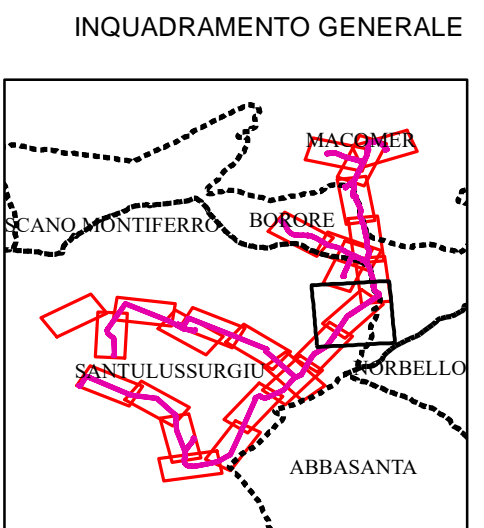 INQUADRAMENTO GENERALE
MACOMER
SCANO MONTIFERRO
BORORE
SANTULUSSURGIU
NORBELLO
ABBASANTA